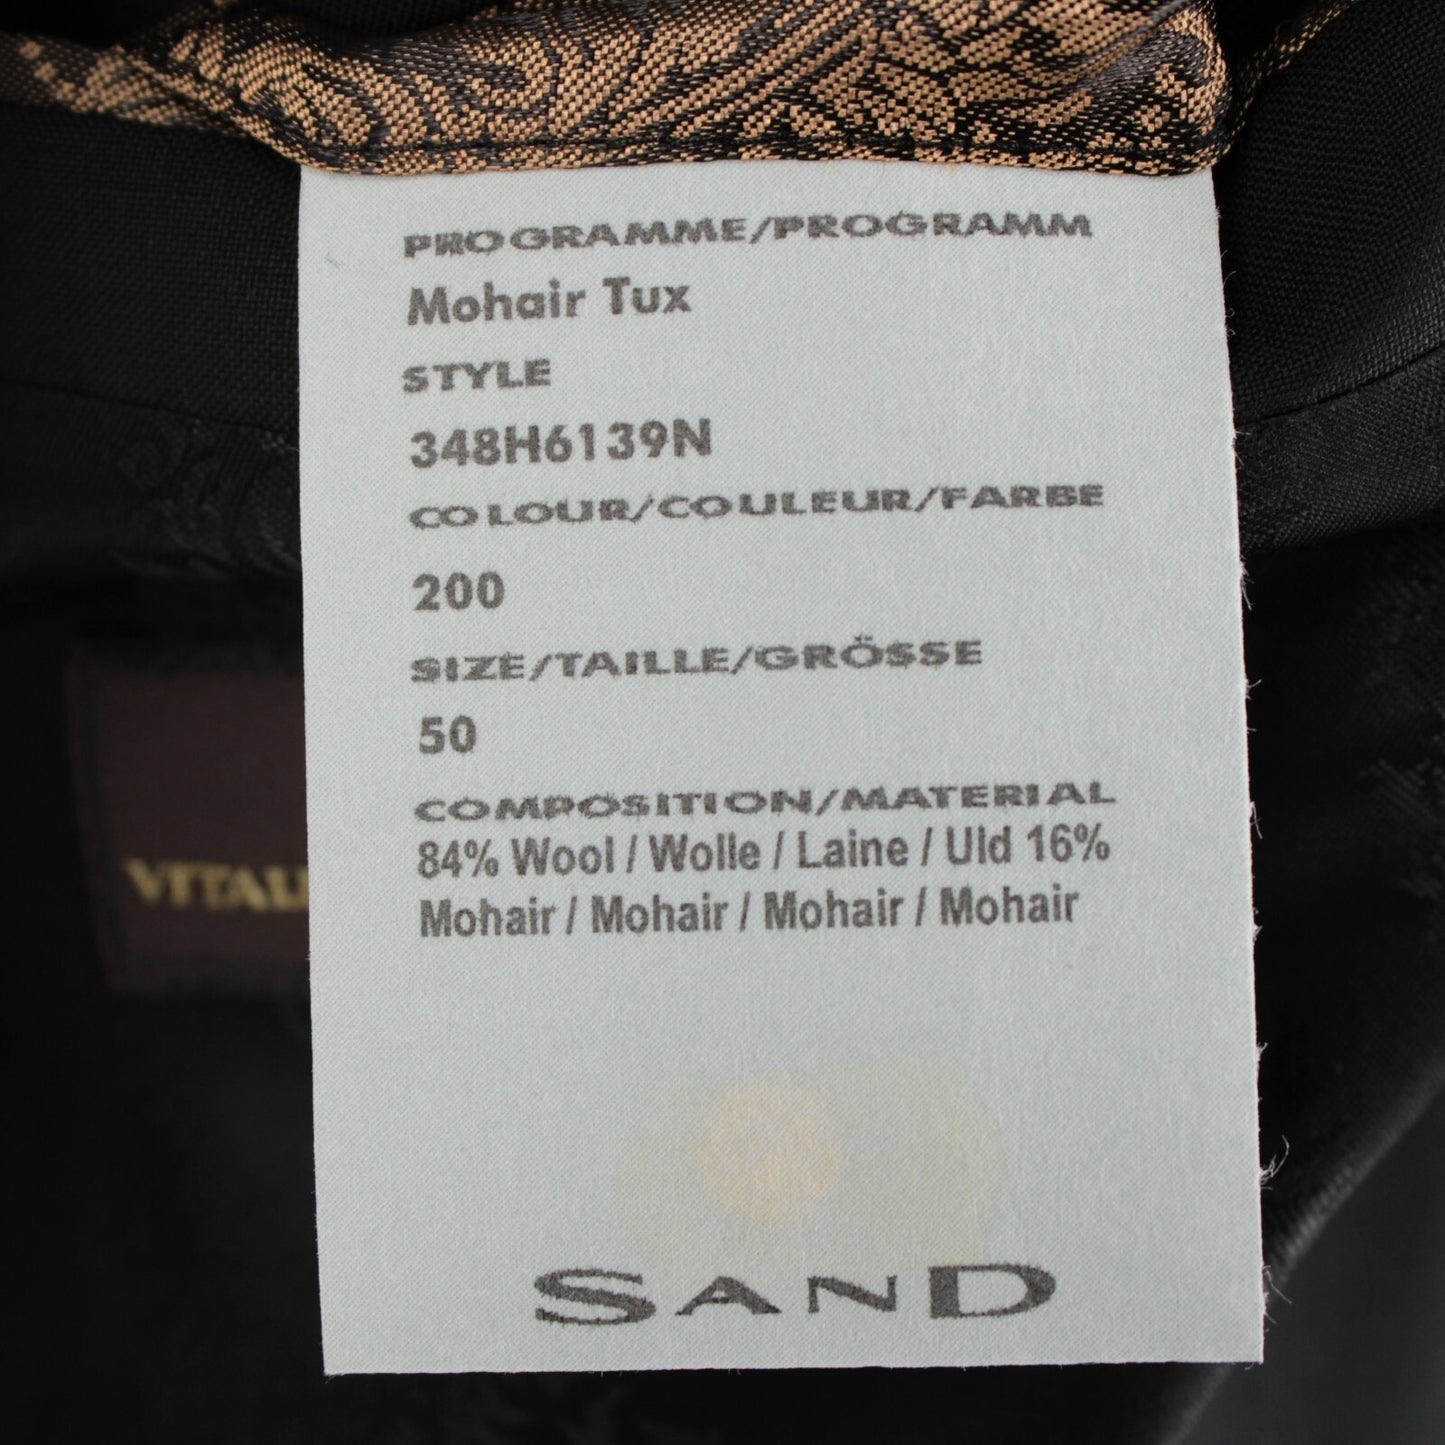 PROGRAMME/PROGRAMM
Mohair Tux
STYLE
348H6139N
COLOUR/COULEUR/FARBE
200
SIZE/TAILLE/GRÖSSE
50
COMPOSITION/MATERIAL
84% Wool / Wolle / Laine / Uld 16%
Mohair / Mohair / Mohair / Mohair
SAND